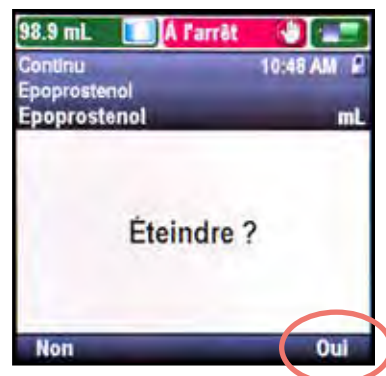 98.9 mL À l'arrêt
Continu 10:48 AM
Epoprostenol
Epoprostenol mL
Éteindre ?
Non Oui